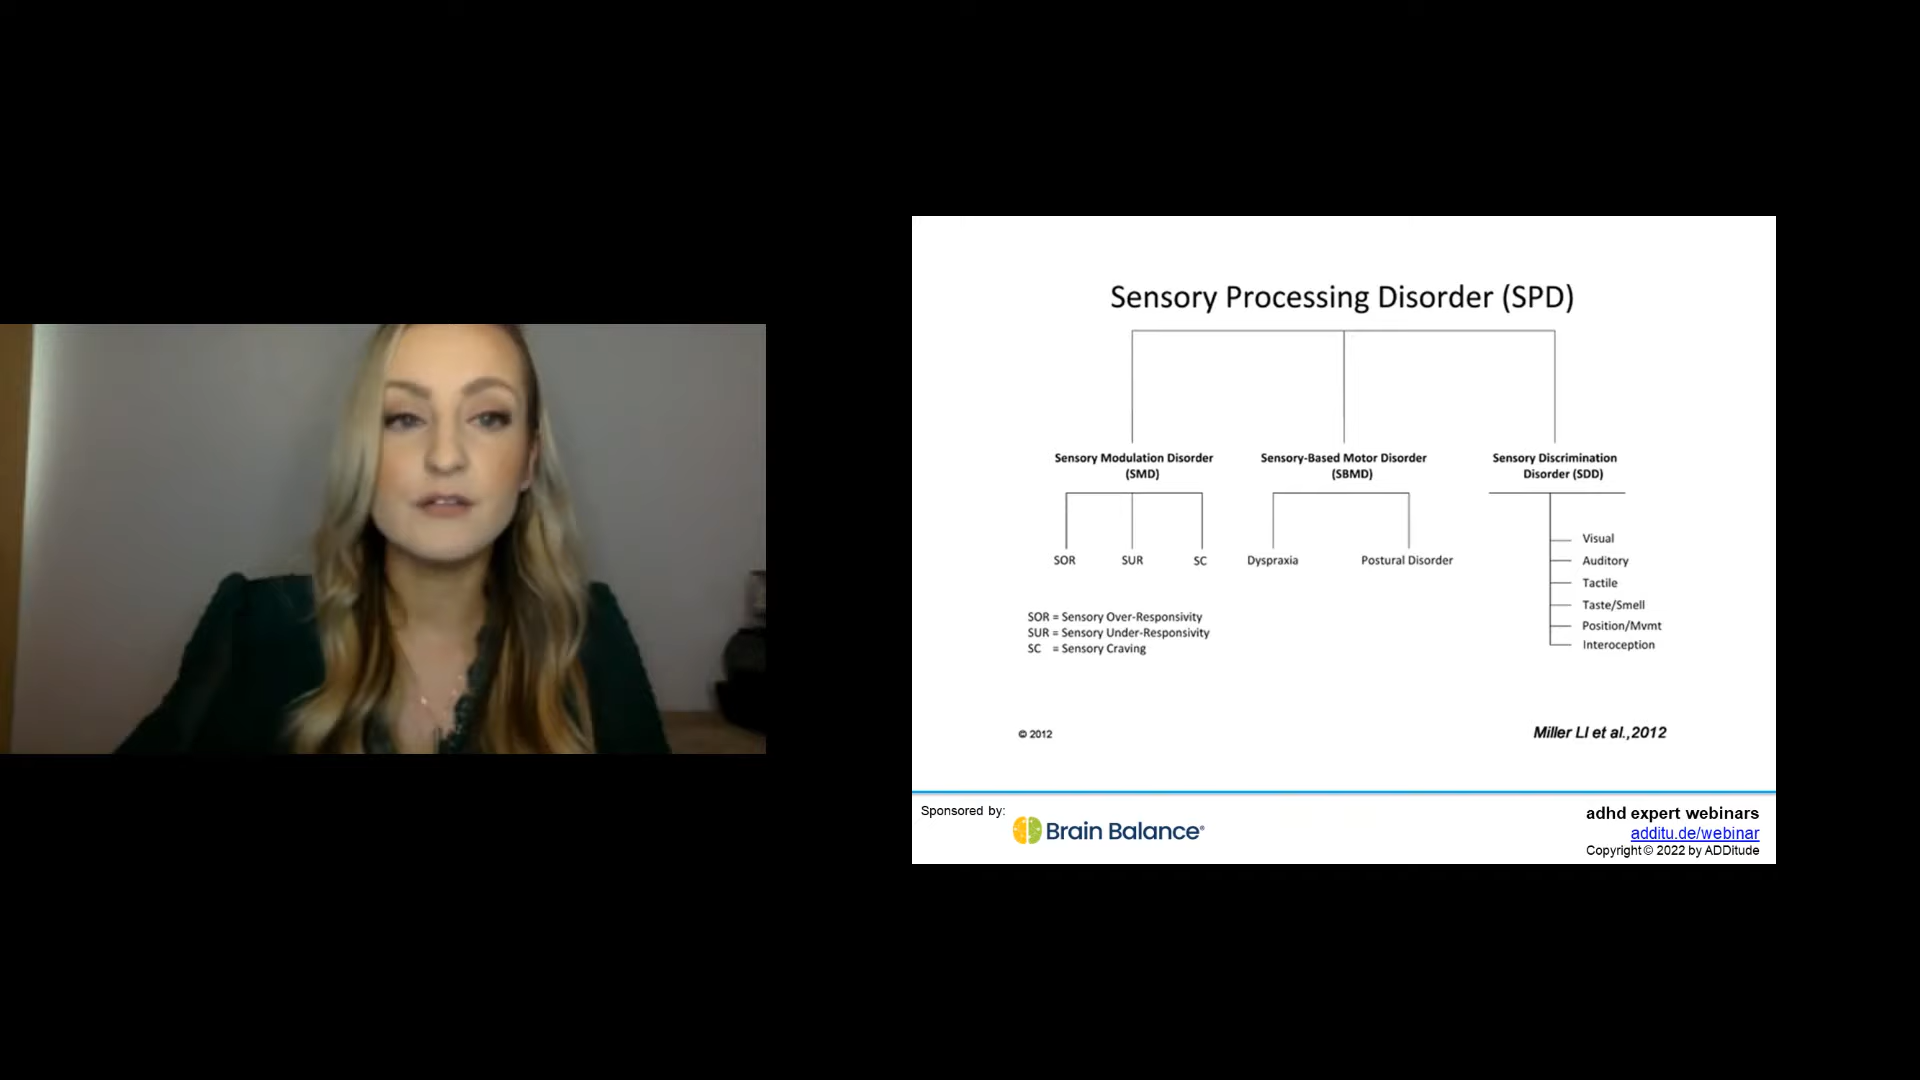 Sensory Processing Disorder (SPD)
Sensory Modulation Disorder
(SMD)
Sensory-Based Motor Disorder
(SBMD)
Sensory Discrimination
Disorder (SDD)
SOR
SUR
SC
Dyspraxia
Postural Disorder
Visual
Auditory
Tactile
Taste/Smell
Position/Mvmt
Interoception
SOR = Sensory Over-Responsivity
SUR = Sensory Under-Responsivity
SC = Sensory Craving
© 2012
Miller LJ et al.,2012
Sponsored by:
Brain Balance®
adhd expert webinars
additu.de/webinar
Copyright © 2022 by ADDitude